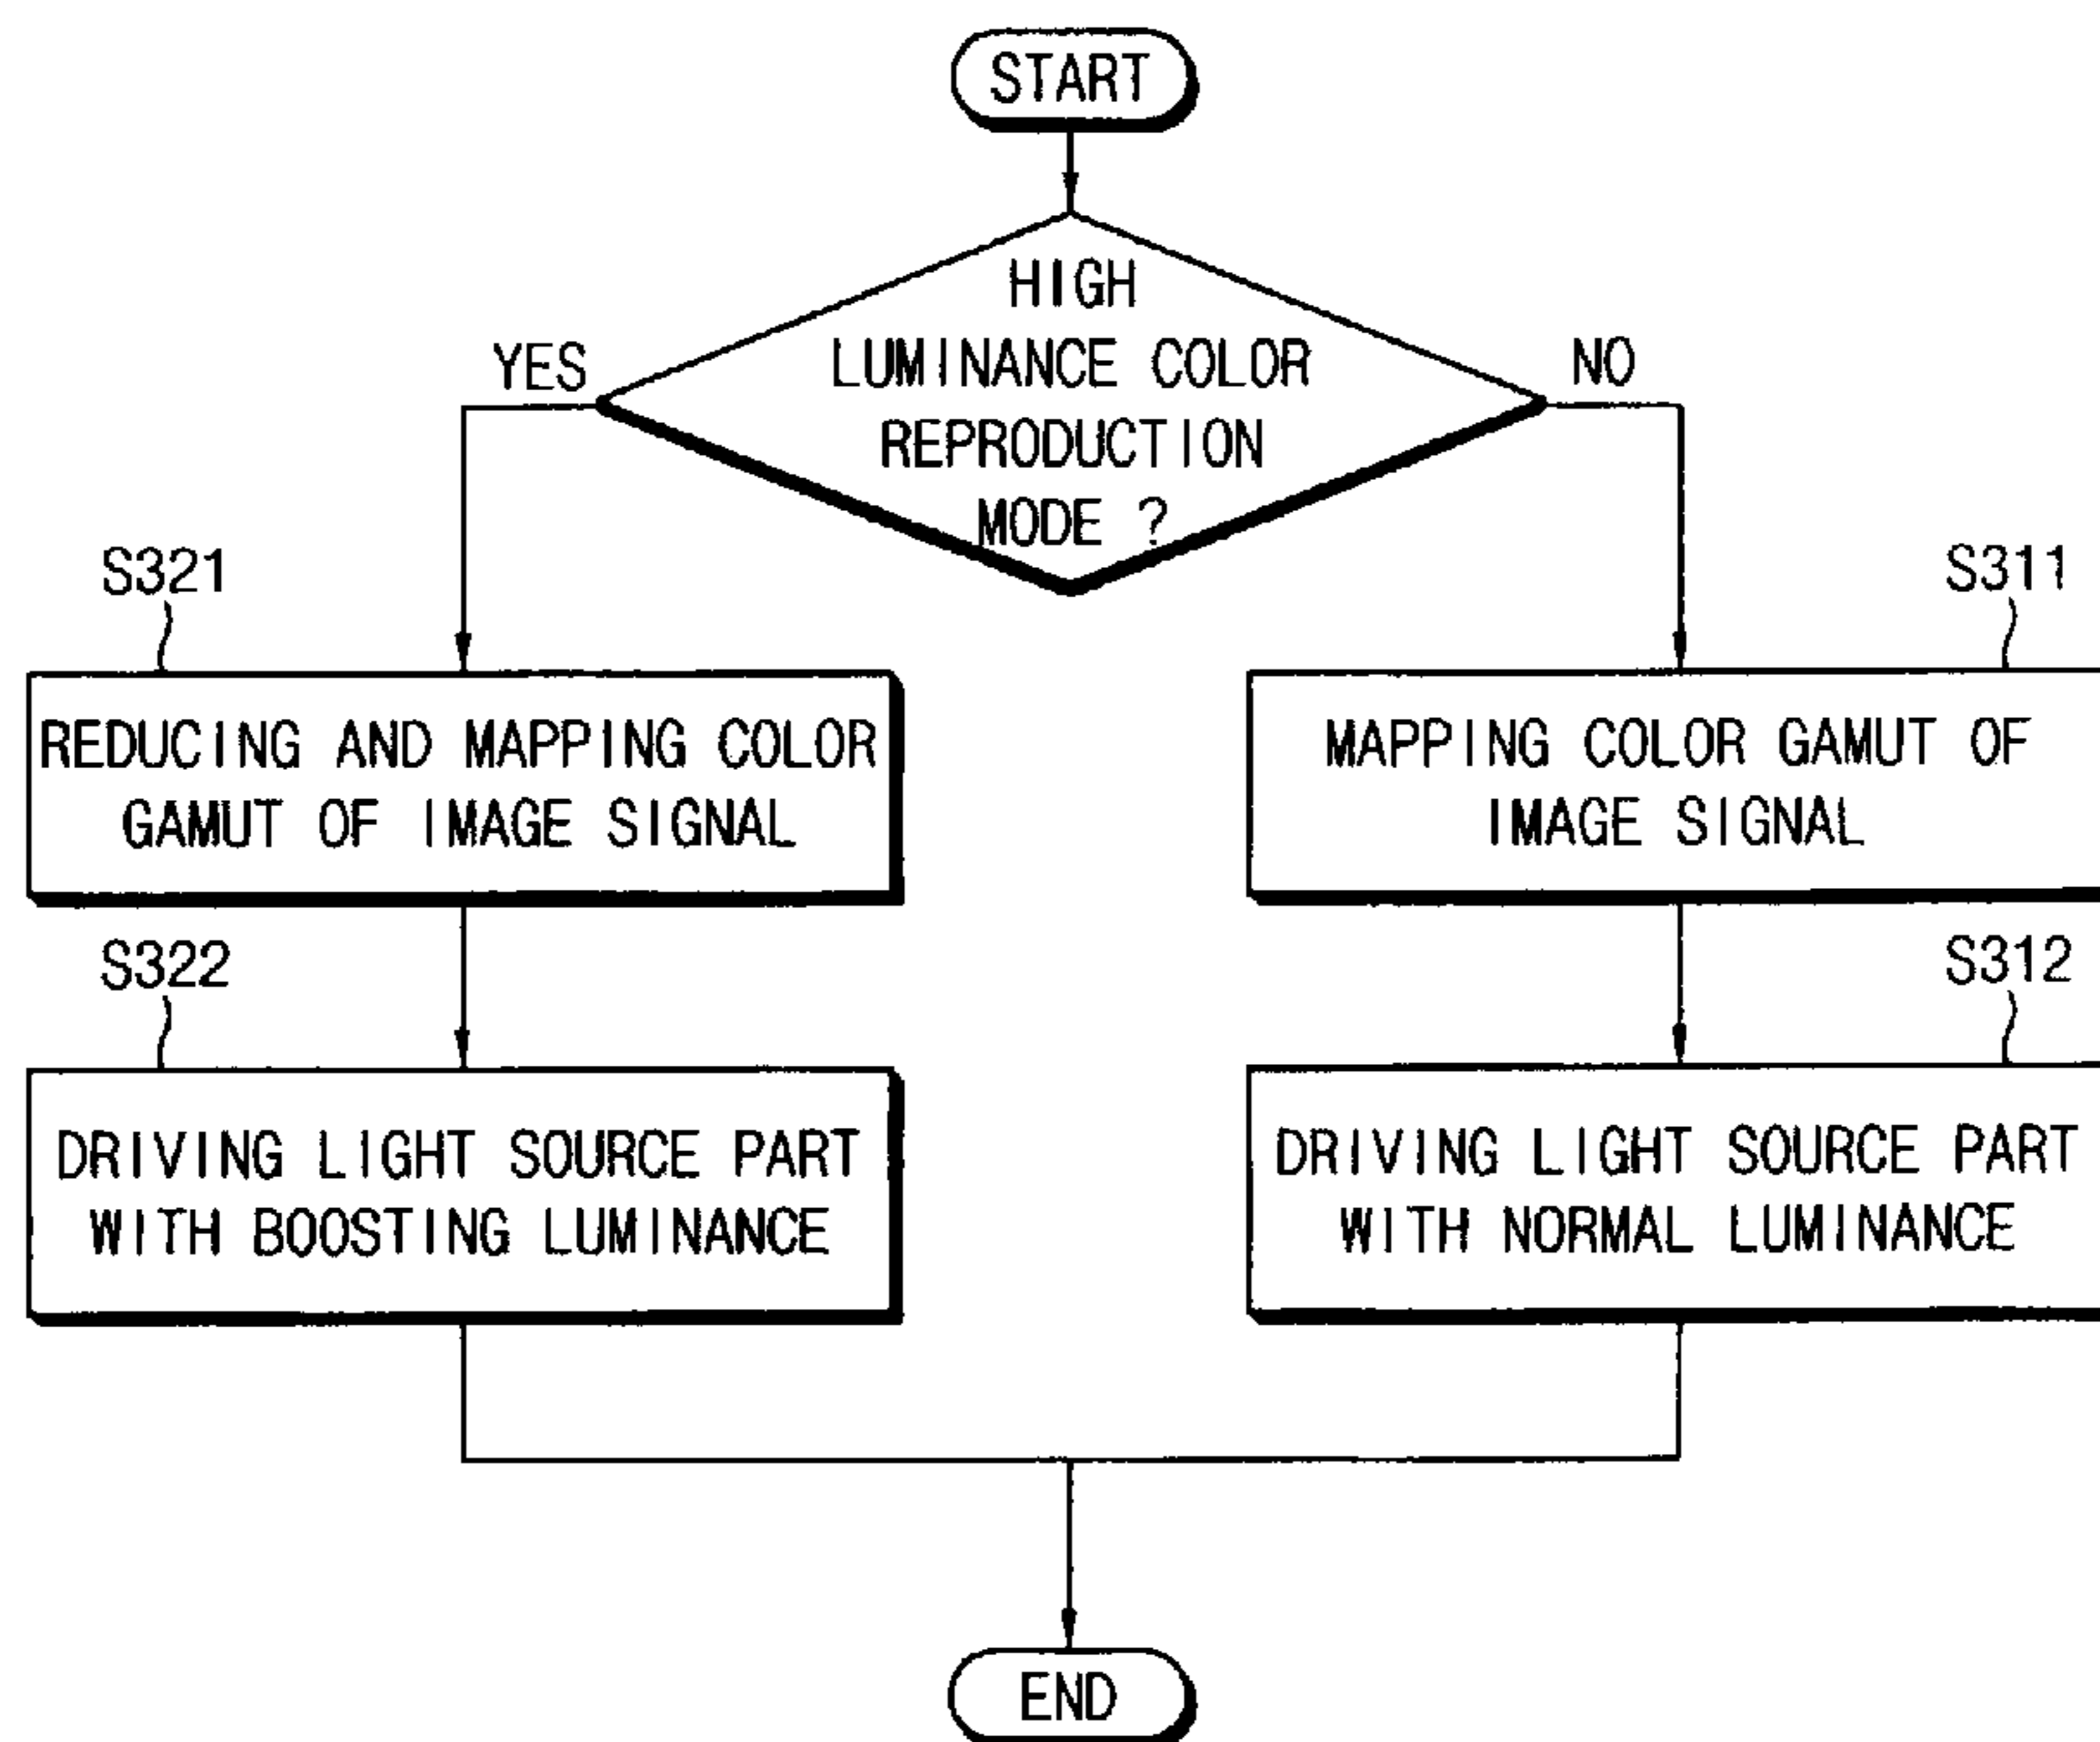 START
HIGH
LUMINANCE COLOR
REPRODUCTION
MODE ?
YES
NO
S321
REDUCING AND MAPPING COLOR
GAMUT OF IMAGE SIGNAL
S311
MAPPING COLOR GAMUT OF
IMAGE SIGNAL
S322
DRIVING LIGHT SOURCE PART
WITH BOOSTING LUMINANCE
S312
DRIVING LIGHT SOURCE PART
WITH NORMAL LUMINANCE
END